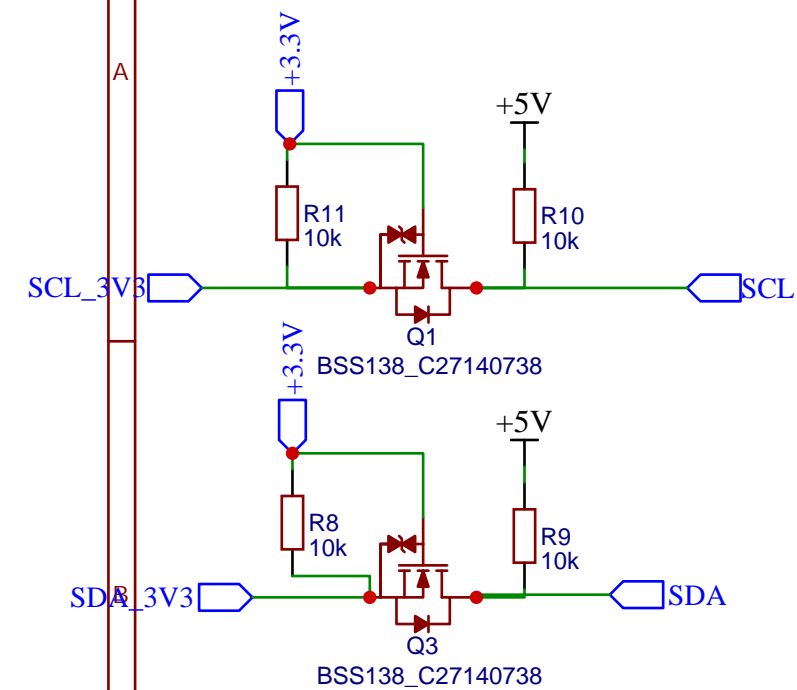 A
+3.3V
+5V
R11
10k
R10
10k
SCL_3V3
SCL
Q1
BSS138_C27140738
+3.3V
+5V
R8
10k
R9
10k
B
SDA_3V3
SDA
Q3
BSS138_C27140738